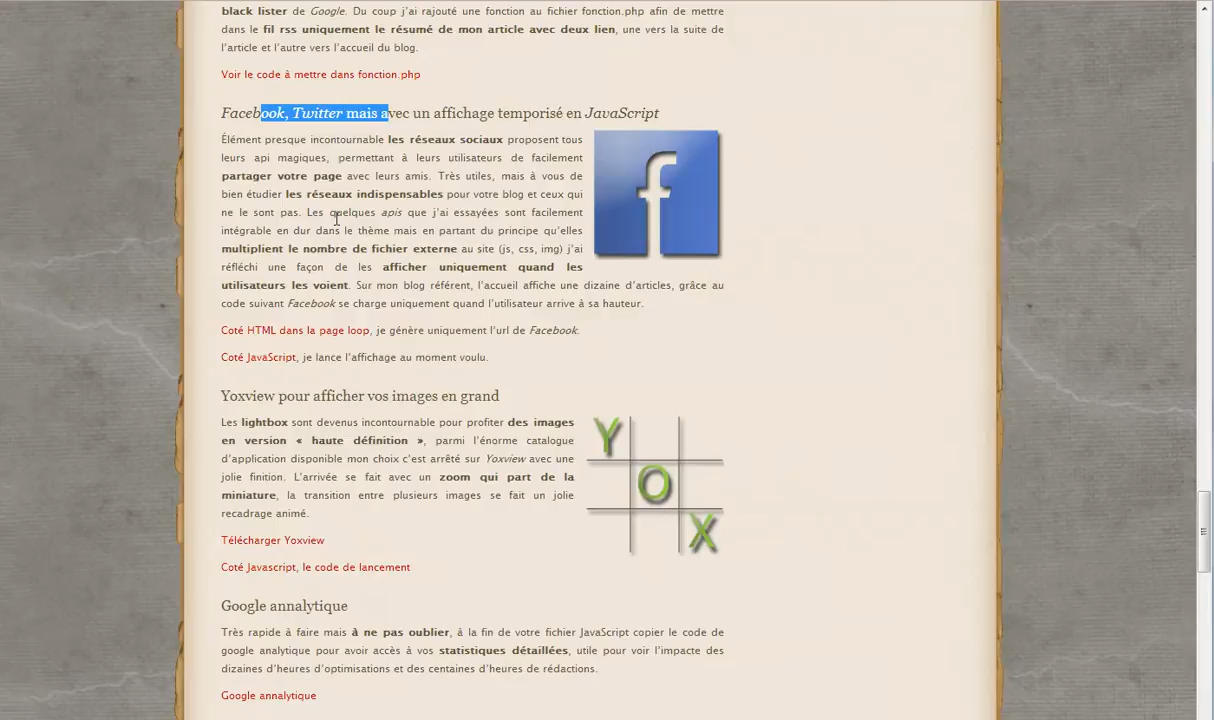 black lister de Google. Du coup j’ai rajouté une fonction au fichier fonction.php afin de mettre
dans le fil rss uniquement le résumé de mon article avec deux lien, une vers la suite de
l’article et l’autre vers l’accueil du blog.
Voir le code à mettre dans fonction.php
Facebook, Twitter mais avec un affichage temporisé en JavaScript
Élément presque incontournable les réseaux sociaux proposent tous
leurs api magiques, permettant à leurs utilisateurs de facilement
partager votre page avec leurs amis. Très utiles, mais à vous de
bien étudier les réseaux indispensables pour votre blog et ceux qui
ne le sont pas. Les quelques apis que j’ai essayées sont facilement
intégrable en dur dans le thème mais en partant du principe qu’elles
multiplient le nombre de fichier externe au site (js, css, img) j’ai
réfléchi une façon de les afficher uniquement quand les
utilisateurs les voient. Sur mon blog référent, l’accueil affiche une dizaine d’articles, grâce au
code suivant Facebook se charge uniquement quand l’utilisateur arrive à sa hauteur.
f
Coté HTML dans la page loop, je génère uniquement l’url de Facebook.
Coté JavaScript, je lance l’affichage au moment voulu.
Yoxview pour afficher vos images en grand
Les lightbox sont devenus incontournable pour profiter des images
en version « haute définition », parmi l’énorme catalogue
d’application disponible mon choix c’est arrêté sur Yoxview avec une
jolie finition. L’arrivée se fait avec un zoom qui part de la
miniature, la transition entre plusieurs images se fait un jolie
recadrage animé.
Y
O
X
Télécharger Yoxview
Coté Javascript, le code de lancement
Google annalytique
Très rapide à faire mais à ne pas oublier, à la fin de votre fichier JavaScript copier le code de
google analytique pour avoir accès à vos statistiques détaillées, utile pour voir l’impacte des
dizaines d’heures d’optimisations et des centaines d’heures de rédactions.
Google annalytique